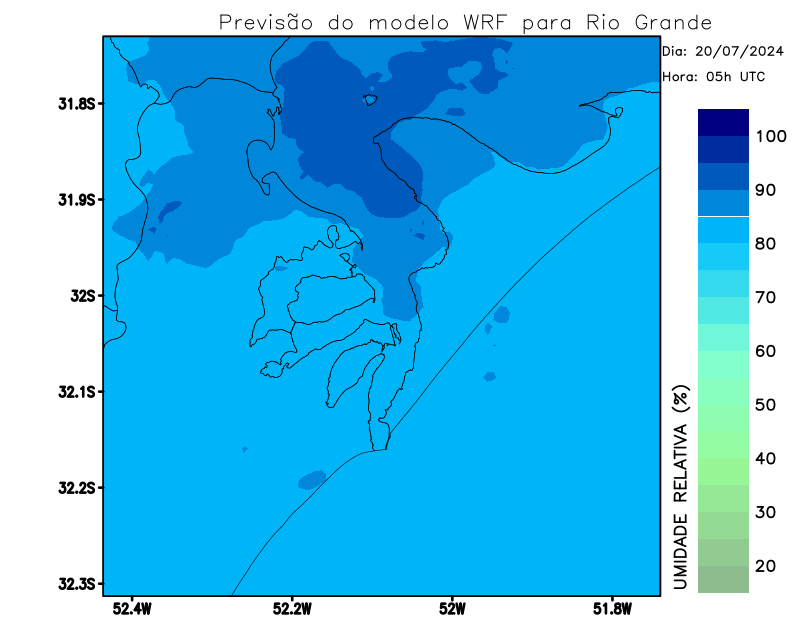 Previsão do modelo WRF para Rio Grande
Dia: 20/07/2024
Hora: 05h UTC
31.8S
31.9S
32S
32.1S
32.2S
32.3S
52.4W
52.2W
52W
51.8W
100
90
80
70
60
50
40
30
20
UMIDADE RELATIVA (%)